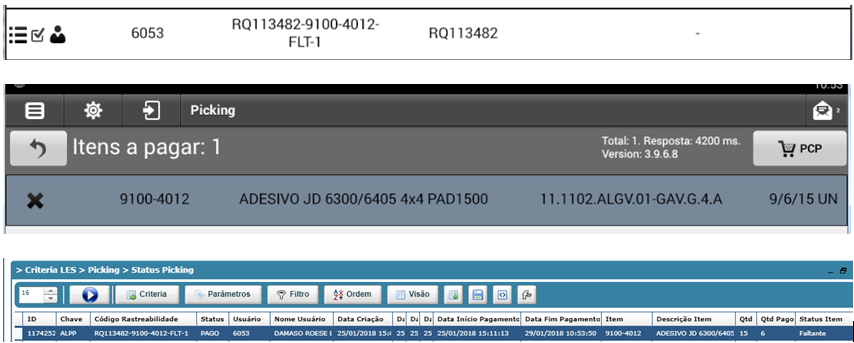 6053
RQ113482-9100-4012-
FLT-1
RQ113482
-
10:53
Picking
2
Itens a pagar: 1
Total: 1. Resposta: 4200 ms.
Version: 3.9.6.8
PCP
9100-4012 ADESIVO JD 6300/6405 4x4 PAD1500 11.1102.ALGV.01-GAV.G.4.A 9/6/15 UN
> Criteria LES > Picking > Status Picking
16 Criteria Parâmetros Filtro Ordem Visão
ID Chave Código Rastreabilidade Status Usuário Nome Usuário Data Criação Da Da Da Data Início Pagamento Data Fim Pagamento Item Descrição Item Qtd Qtd Pago Status Item
1174252 ALPP RQ113482-9100-4012-FLT-1 PAGO 6053 DAMASO ROESE 25/01/2018 15: 25 25 25 25/01/2018 15:11:13 29/01/2018 10:53:50 9100-4012 ADESIVO JD 6300/6405 15 6 Faltante